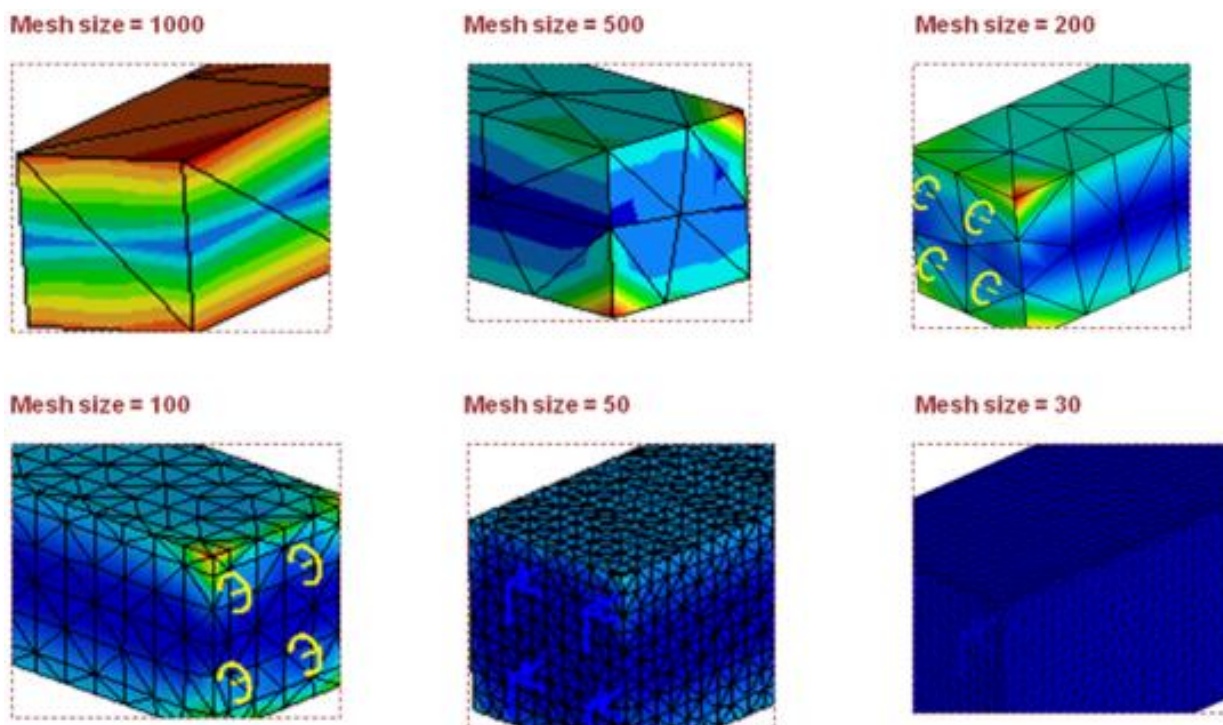 Mesh size = 1000
Mesh size = 500
Mesh size = 200
Mesh size = 100
Mesh size = 50
Mesh size = 30